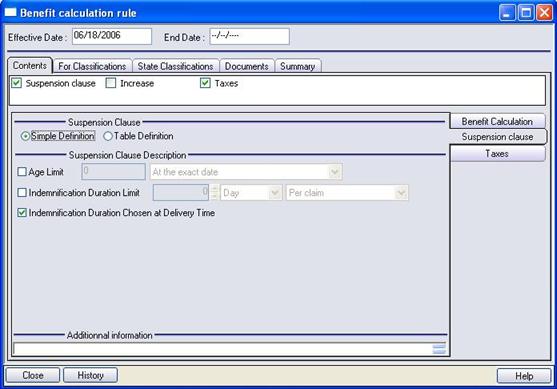 Benefit calculation rule
Effective Date : 06/18/2006 End Date : --/--/----
Contents For Classifications State Classifications Documents Summary
Suspension clause Increase Taxes
Suspension Clause Benefit Calculation
Simple Definition Table Definition Suspension clause
Suspension Clause Description Taxes
Age Limit 0 At the exact date
Indemnification Duration Limit 0 Day Per claim
Indemnification Duration Chosen at Delivery Time
Additionnal information
Close History Help